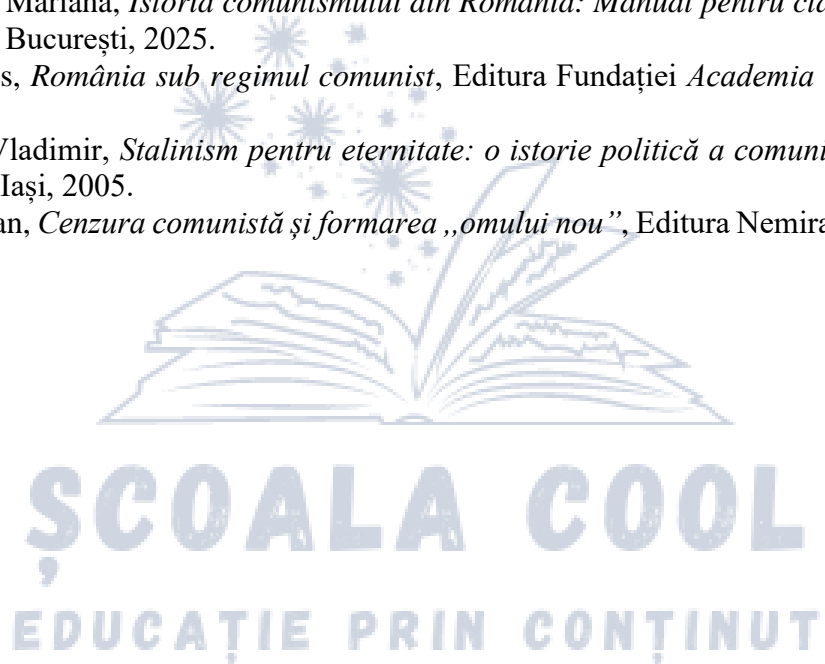 Mariana, Istoria comunismului din România: Manual pentru
București, 2025.
s, România sub regimul comunist, Editura Fundației Academia
Vladimir, Stalinism pentru eternitate: o istorie politică a comuni
Iași, 2005.
an, Cenzura comunistă și formarea ,,omului nou”, Editura Nemira
ȘCOALA COOL
EDUCAȚIE PRIN CONȚINUT